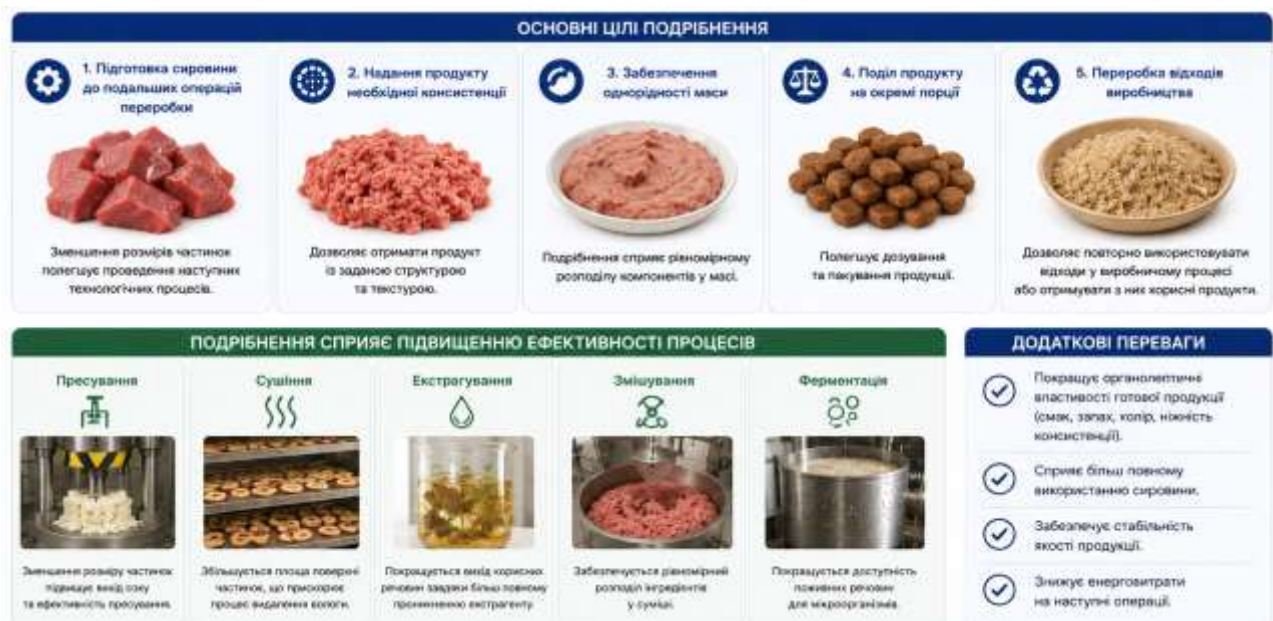 ОСНОВНІ ЦІЛІ ПОДРІБНЕННЯ
1. Підготовка сировини
до подальших операцій
переробки
Зменшення розмірів частинок
полегшує проведення наступних
технологічних процесів.
2. Надання продукту
необхідної консистенції
Дозволяє отримати продукт
із заданою структурою
та текстурою.
3. Забезпечення
однорідності маси
Подрібнення сприяє рівномірному
розподілу компонентів у масі.
4. Поділ продукту
на окремі порції
Полегшує дозування
та пакування продукції.
5. Переробка відходів
виробництва
Дозволяє повторно використовувати
відходи у виробничому процесі
або отримувати з них корисні продукти.
ПОДРІБНЕННЯ СПРИЯЄ ПІДВИЩЕННЮ ЕФЕКТИВНОСТІ ПРОЦЕСІВ
Пресування
Зменшення розміру частинок
підвищує вихід соку
та ефективність пресування.
Сушіння
Збільшується площа поверхні
частинок, що прискорює
процес видалення вологи.
Екстрагування
Покращується вихід корисних
речовин завдяки більш повному
проникненню екстрагенту
Змішування
Забезпечується рівномірний
розподіл інгредієнтів
у суміші.
Ферментація
Покращується доступність
поживних речовин
для мікроорганізмів.
ДОДАТКОВІ ПЕРЕВАГИ
Покращує органолептичні
властивості готової продукції
(смак, запах, колір, ніжність
консистенції).
Сприяє більш повному
використанню сировини.
Забезпечує стабільність
якості продукції.
Знижує енерговитрати
на наступні операції.